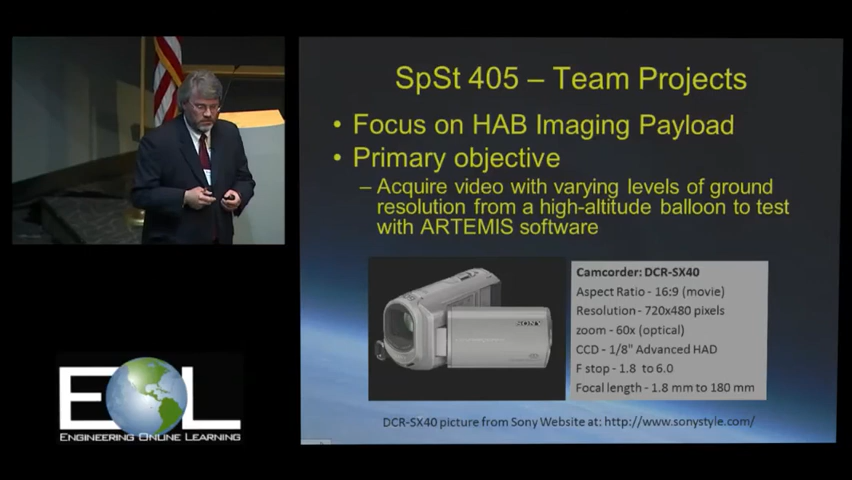 SpSt 405 – Team Projects
• Focus on HAB Imaging Payload
• Primary objective
– Acquire video with varying levels of ground
resolution from a high-altitude balloon to test
with ARTEMIS software
SONY
Camcorder: DCR-SX40
Aspect Ratio - 16:9 (movie)
Resolution - 720x480 pixels
zoom - 60x (optical)
CCD - 1/8" Advanced HAD
F stop - 1.8 to 6.0
Focal length - 1.8 mm to 180 mm
DCR-SX40 picture from Sony Website at: http://www.sonystyle.com/
EOL
ENGINEERING ONLINE LEARNING